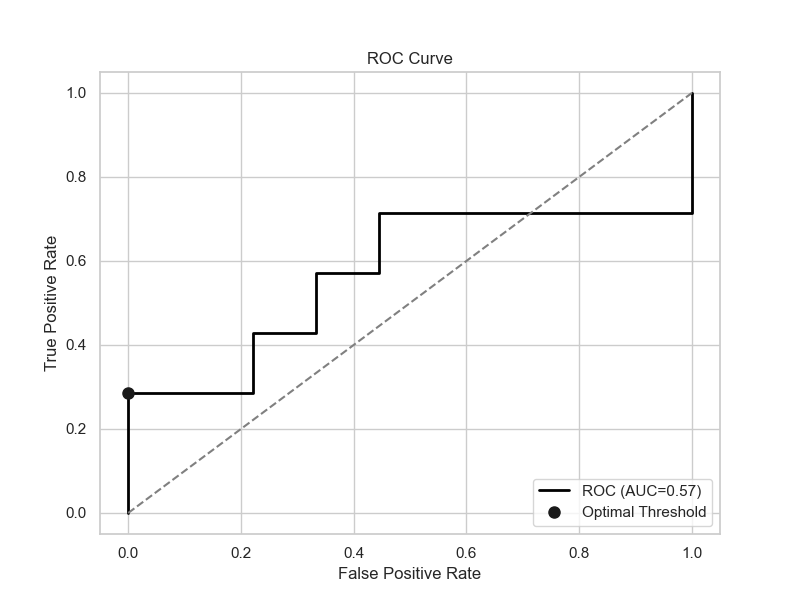 ROC Curve
1.0
0.8
0.6
0.4
0.2
0.0
True Positive Rate
0.0 0.2 0.4 0.6 0.8 1.0
False Positive Rate
ROC (AUC=0.57)
Optimal Threshold